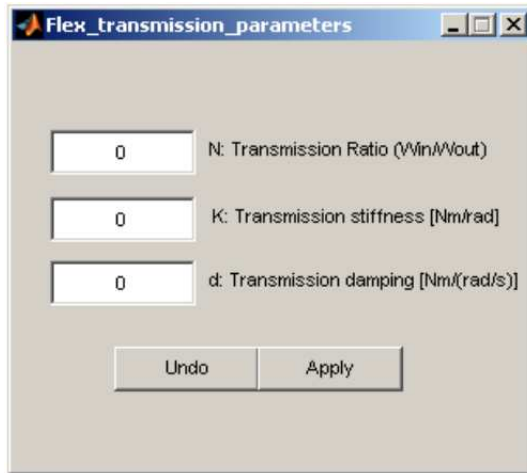 Flex_transmission_parameters
0 N: Transmission Ratio (Win/Wout)
0 K: Transmission stiffness [Nm/rad]
0 d: Transmission damping [Nm/(rad/s)]
Undo Apply